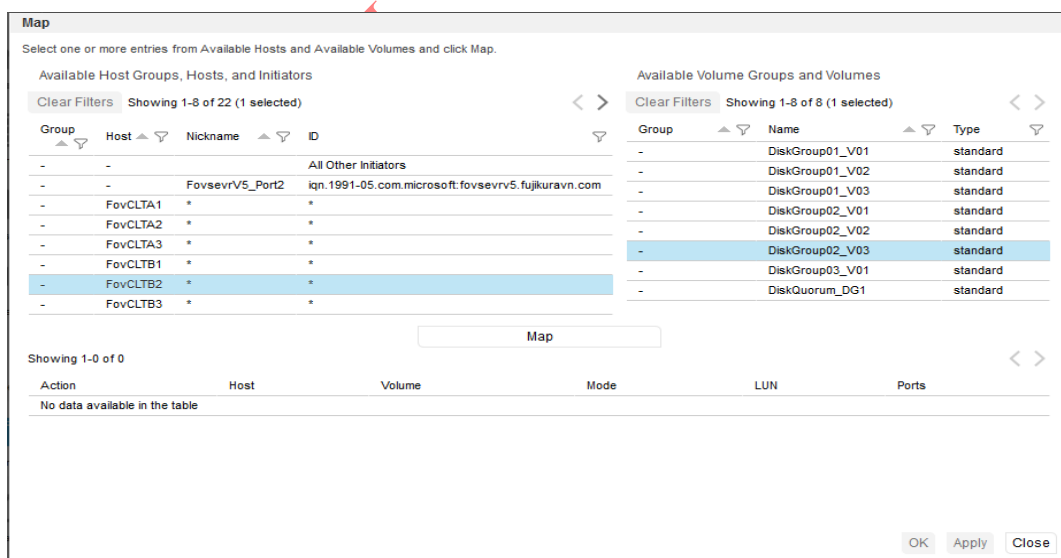 Map
Select one or more entries from Available Hosts and Available Volumes and click Map.
Available Host Groups, Hosts, and Initiators
Clear Filters Showing 1-8 of 22 (1 selected)
Group Host Nickname ID
- - All Other Initiators
- - FovsevrV5_Port2 iqn.1991-05.com.microsoft:fovsevrv5.fujikuravn.com
- FovCLTA1 * *
- FovCLTA2 * *
- FovCLTA3 * *
- FovCLTB1 * *
- FovCLTB2 * *
- FovCLTB3 * *
Available Volume Groups and Volumes
Clear Filters Showing 1-8 of 8 (1 selected)
Group Name Type
- DiskGroup01_V01 standard
- DiskGroup01_V02 standard
- DiskGroup01_V03 standard
- DiskGroup02_V01 standard
- DiskGroup02_V02 standard
- DiskGroup02_V03 standard
- DiskGroup03_V01 standard
- DiskQuorum_DG1 standard
Map
Showing 1-0 of 0
Action Host Volume Mode LUN Ports
No data available in the table
OK Apply Close